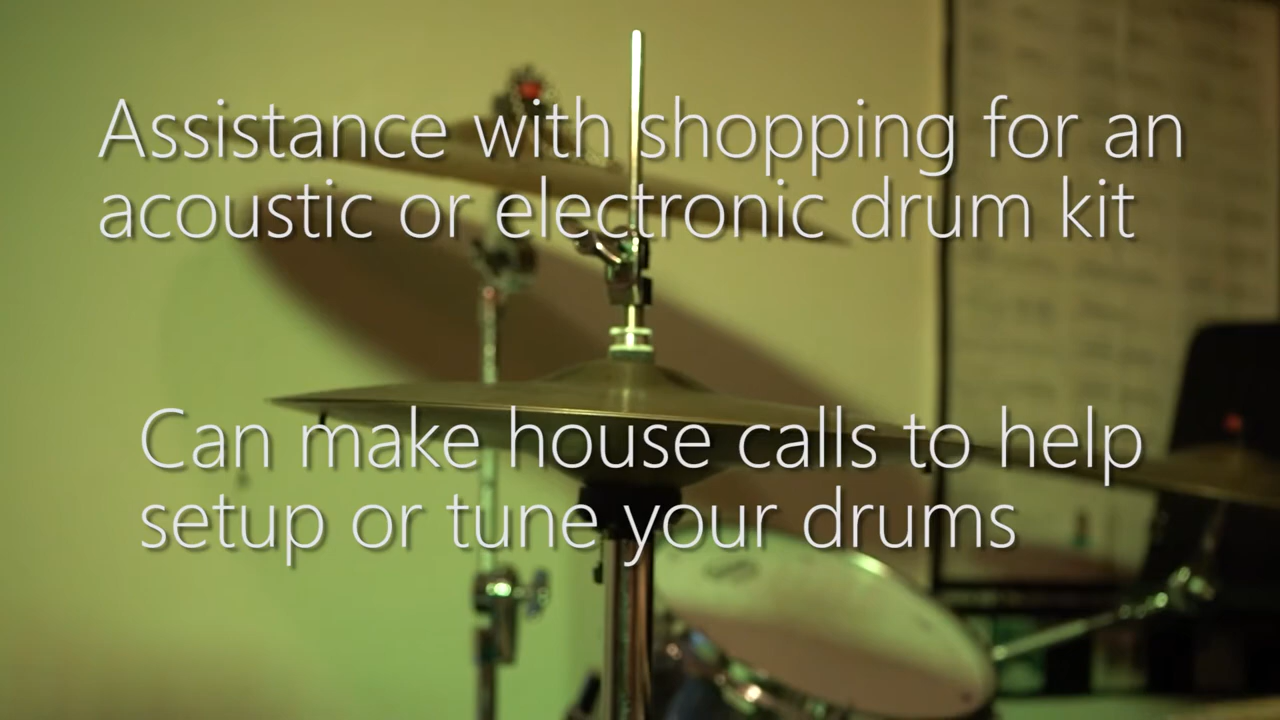 Assistance with shopping for an
acoustic or electronic drum kit
Can make house calls to help
setup or tune your drums